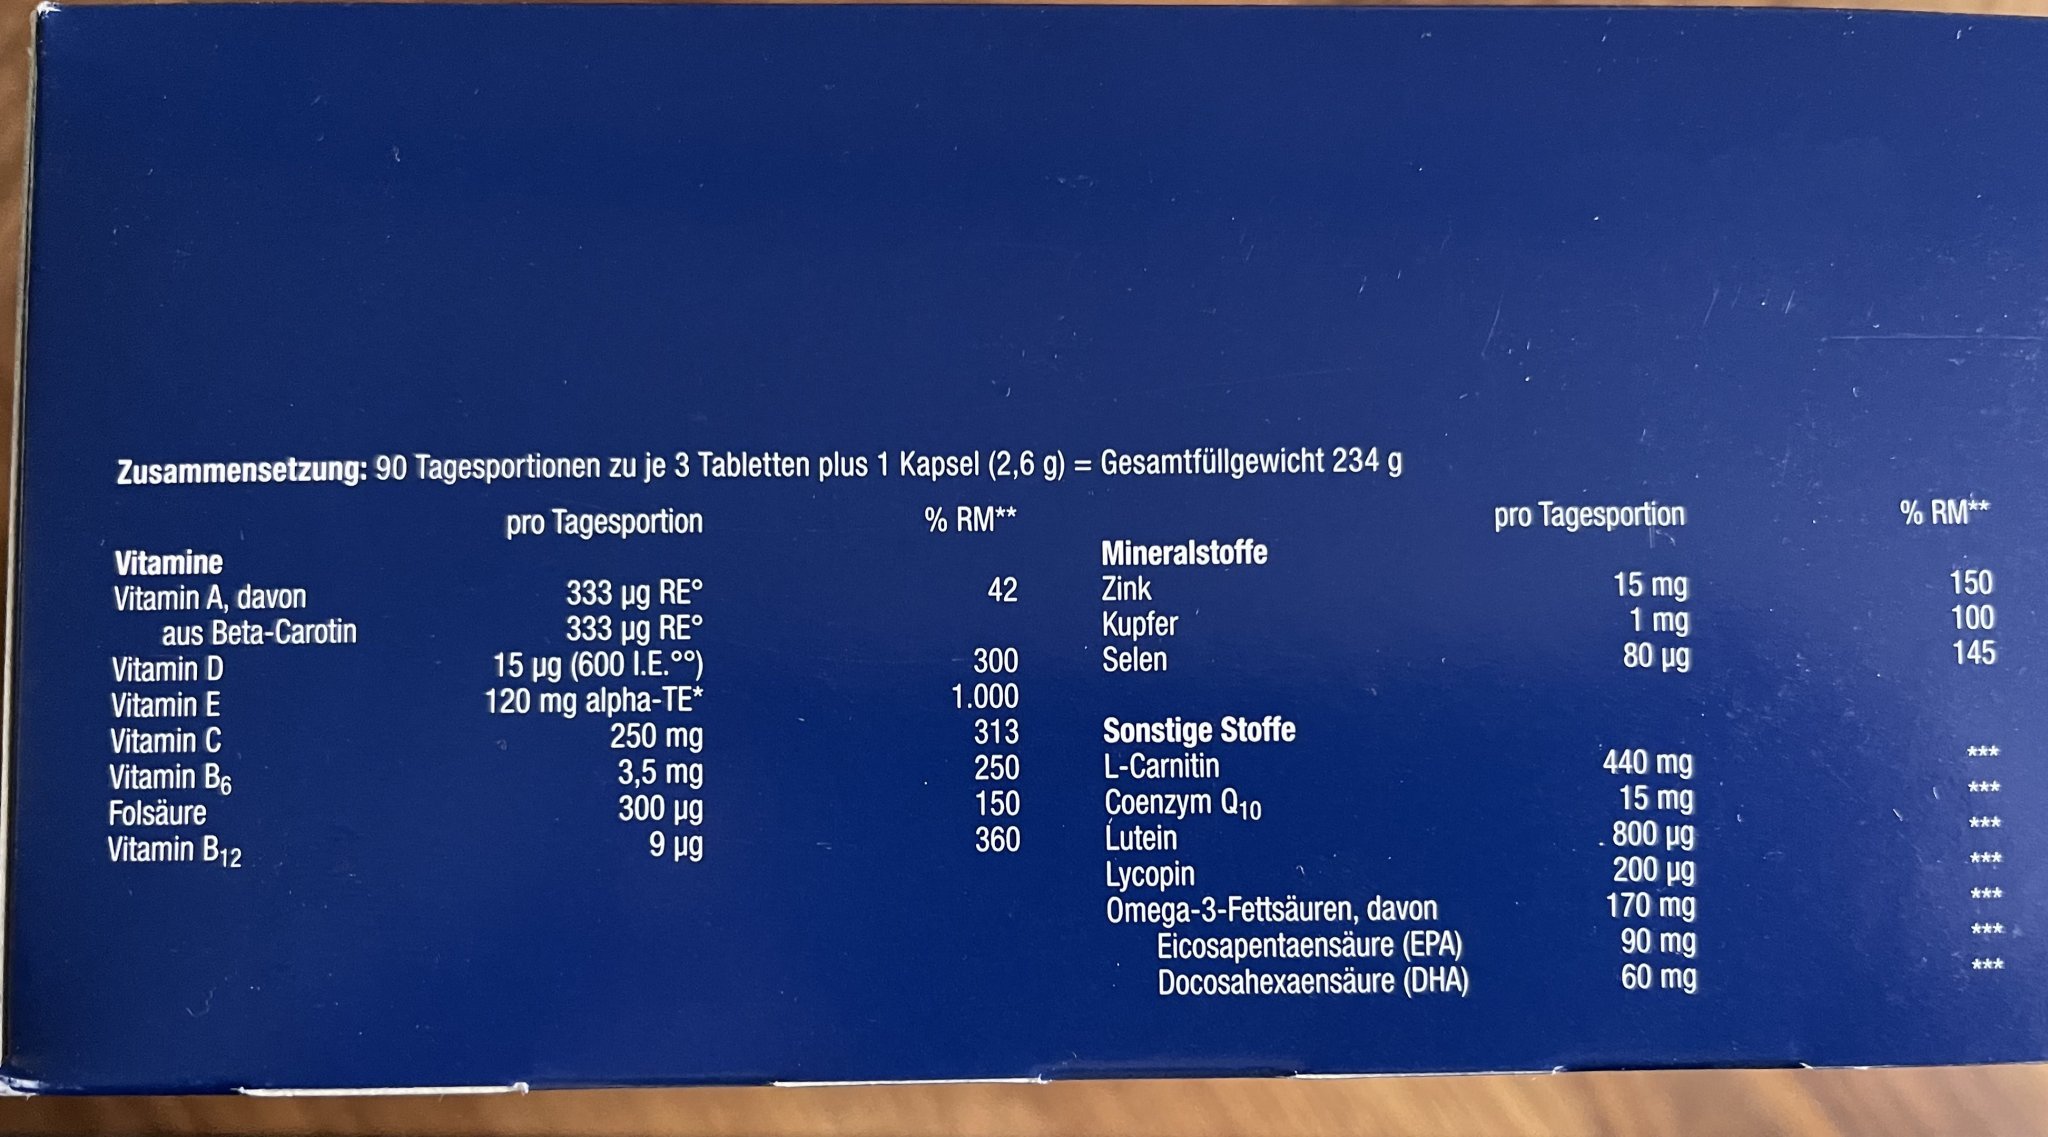 Zusammensetzung: 90 Tagesportionen zu je 3 Tabletten plus 1 Kapsel (2,6 g) = Gesamtfüllgewicht 234 g
pro Tagesportion % RM**
Vitamine
Vitamin A, davon 333 µg RE° 42
aus Beta-Carotin 333 µg RE°
Vitamin D 15 µg (600 I.E.°°) 300
Vitamin E 120 mg alpha-TE* 1.000
Vitamin C 250 mg 313
Vitamin B6 3,5 mg 250
Folsäure 300 µg 150
Vitamin B12 9 µg 360
pro Tagesportion % RM**
Mineralstoffe
Zink 15 mg 150
Kupfer 1 mg 100
Selen 80 µg 145
Sonstige Stoffe
L-Carnitin 440 mg ***
Coenzym Q10 15 mg ***
Lutein 800 µg ***
Lycopin 200 µg ***
Omega-3-Fettsäuren, davon 170 mg ***
Eicosapentaensäure (EPA) 90 mg ***
Docosahexaensäure (DHA) 60 mg ***